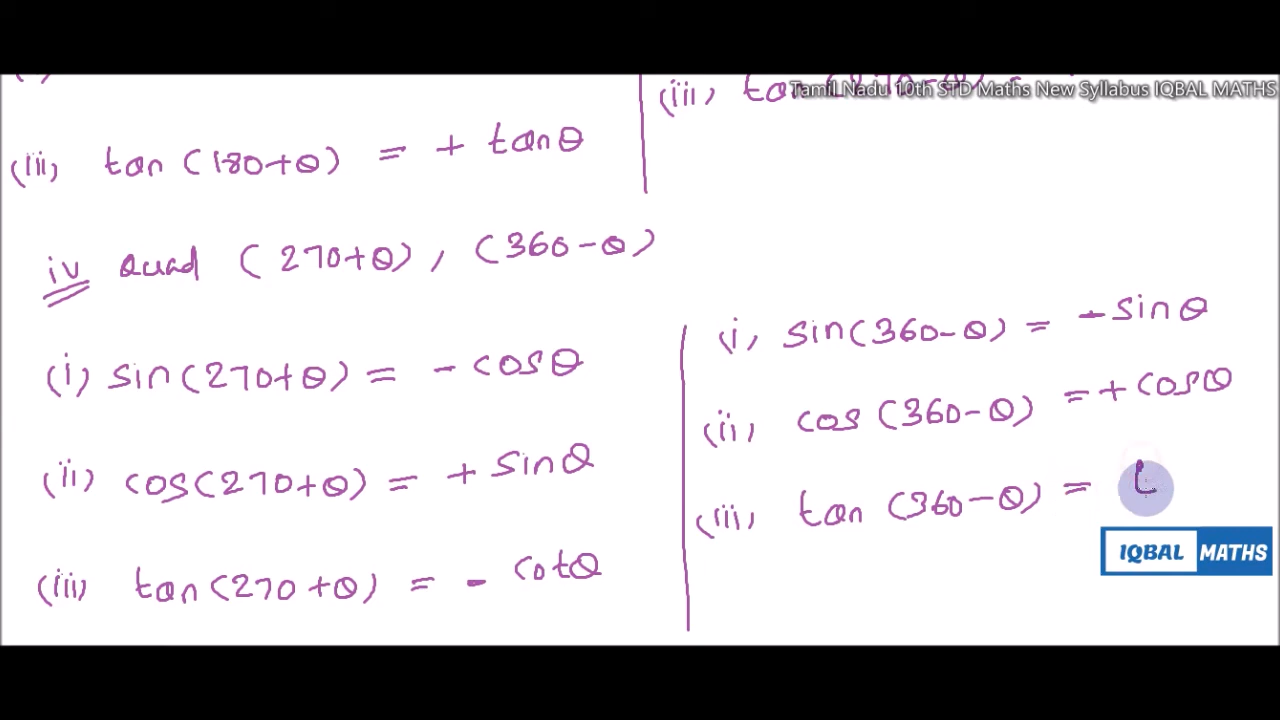 Tamil Nadu 10th STD Maths New Syllabus IQBAL MATHS
(iii) tan(180+θ) = + tanθ
iv quad (270+θ), (360-θ)
(i) sin(270+θ) = - cosθ
(ii) cos(270+θ) = + sinθ
(iii) tan(270+θ) = - cotθ
(i) sin(360-θ) = - sinθ
(ii) cos(360-θ) = + cosθ
(iii) tan(360-θ) = t
IQBAL MATHS